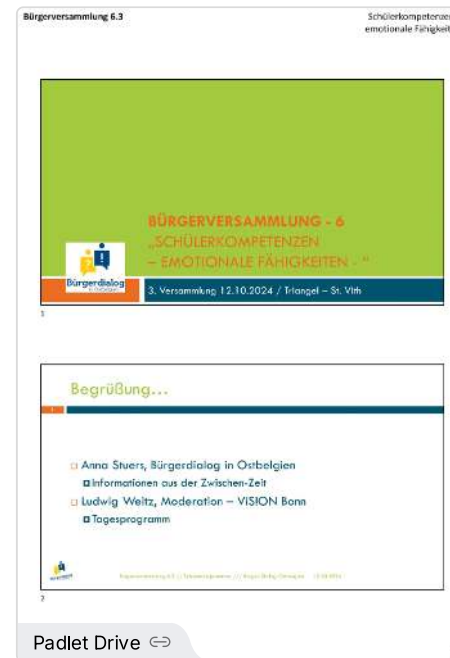 Bürgerversammlung 6.3
Schülerkompetenzen
emotionale Fähigkeit
BÜRGERVERSAMMLUNG - 6
„SCHÜLERKOMPETENZEN
– EMOTIONALE FÄHIGKEITEN - "
Bürgerdialog
3. Versammlung 12.10.2024 / Triangel – St. Vith
1
Begrüßung...
Anna Stuers, Bürgerdialog in Ostbelgien
Informationen aus der Zwischen-Zeit
Ludwig Weitz, Moderation – ViSION Bonn
Tagesprogramm
2
Padlet Drive